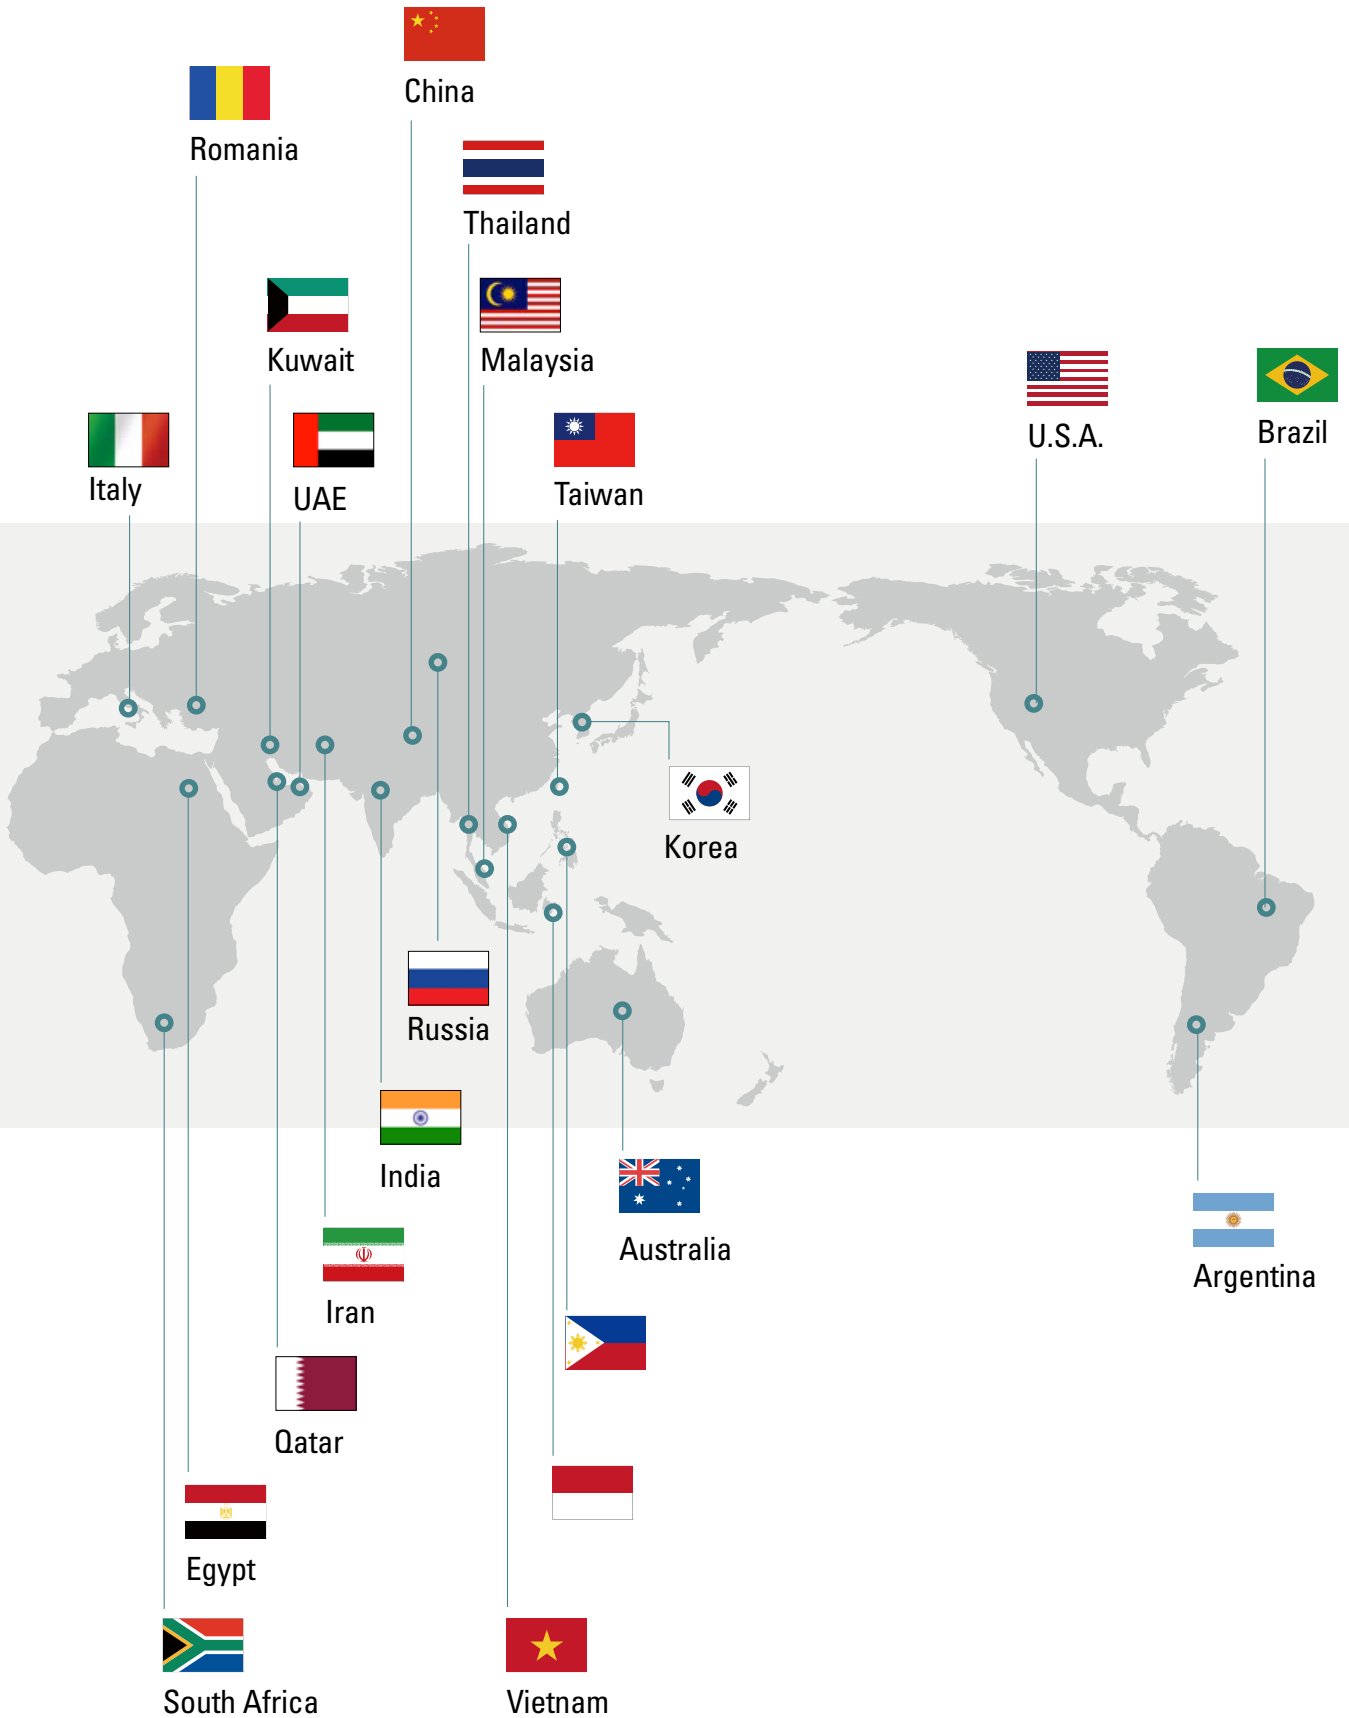 China
Romania
Thailand
Kuwait
Malaysia
U.S.A.
Brazil
Italy
UAE
Taiwan
Korea
Russia
India
Australia
Argentina
Iran
Qatar
Egypt
South Africa
Vietnam